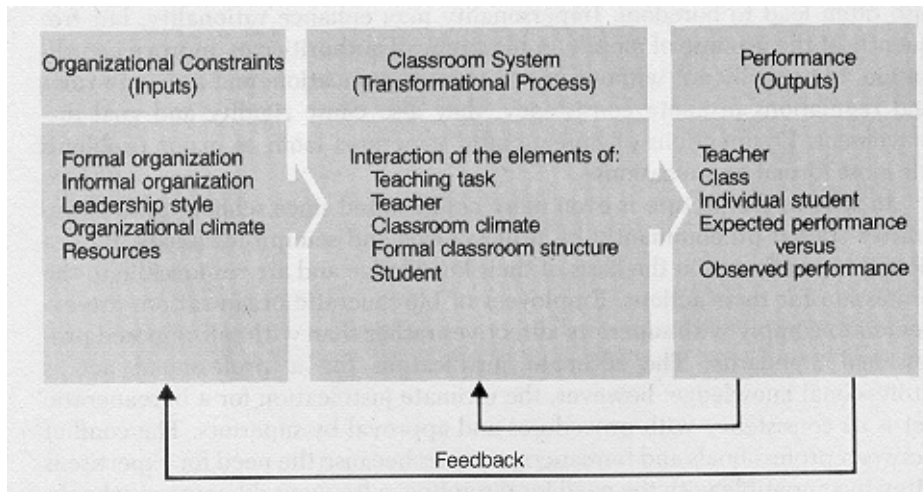 Organizational Constraints
(Inputs)
Classroom System
(Transformational Process)
Performance
(Outputs)
Formal organization
Informal organization
Leadership style
Organizational climate
Resources
Interaction of the elements of:
Teaching task
Teacher
Classroom climate
Formal classroom structure
Student
Teacher
Class
Individual student
Expected performance
versus
Observed performance
Feedback